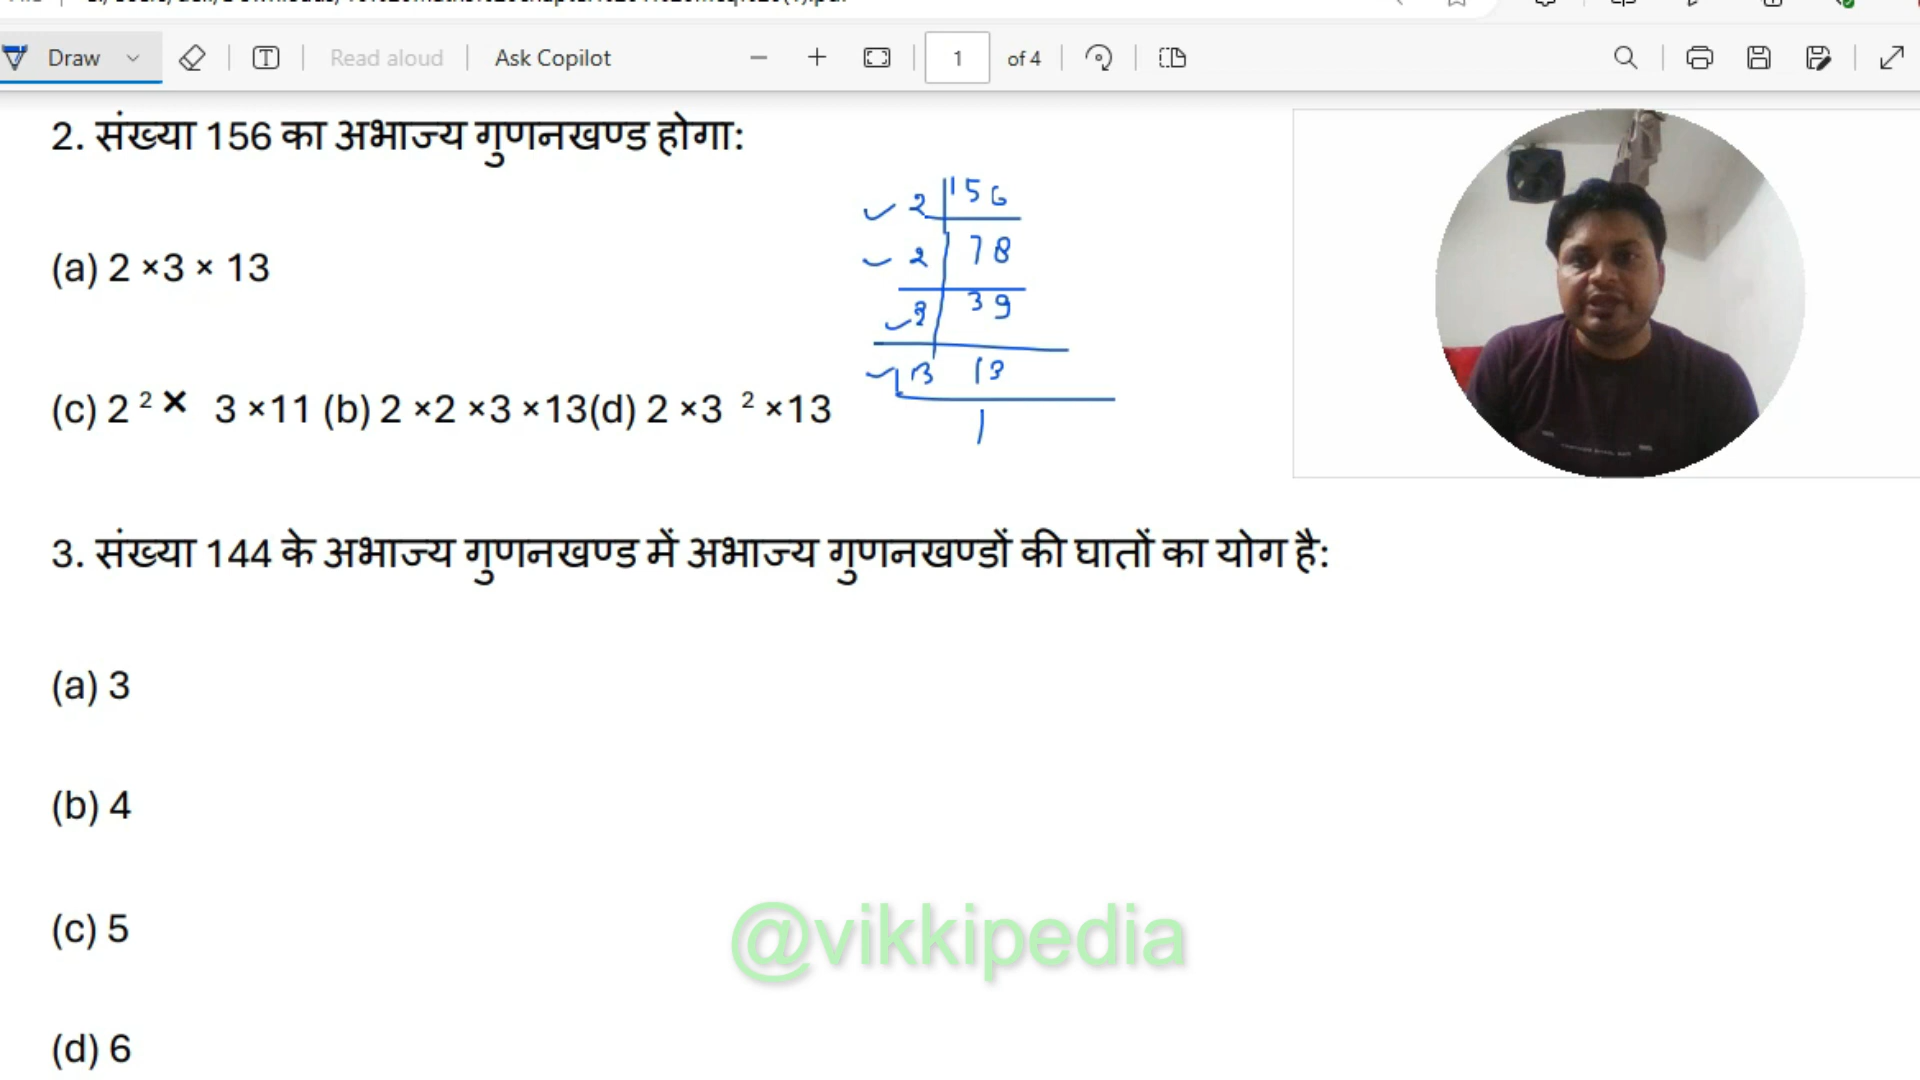 Draw Read aloud Ask Copilot 1 of 4
2. संख्या 156 का अभाज्य गुणनखण्ड होगा:
(a) 2 ×3 × 13
(c) 2 ² × 3 ×11 (b) 2 ×2 ×3 ×13(d) 2 ×3 ² ×13
2 156
2 78
3 39
13 13
1
3. संख्या 144 के अभाज्य गुणनखण्ड में अभाज्य गुणनखण्डों की घातों का योग है:
(a) 3
(b) 4
(c) 5
@vikkipedia
(d) 6